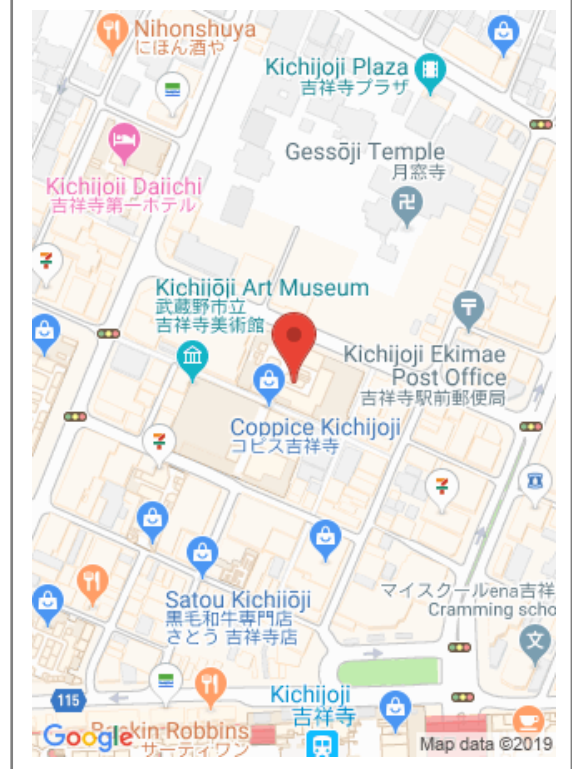 Nihonshuya
にほん酒や
Kichijoji Plaza
吉祥寺プラザ
Gessōji Temple
月窓寺
Kichijoji Daiichi
吉祥寺第一ホテル
Kichijōji Art Museum
武蔵野市立
吉祥寺美術館
Kichijoji Ekimae
Post Office
吉祥寺駅前郵便局
Coppice Kichijoji
コピス吉祥寺
Satou Kichijōji
黒毛和牛専門店
さとう 吉祥寺店
マイスクールena吉祥
Cramming scho
文
115
Kichijoji
吉祥寺
Google
Baskin Robbins
サーティワン
Map data ©2019